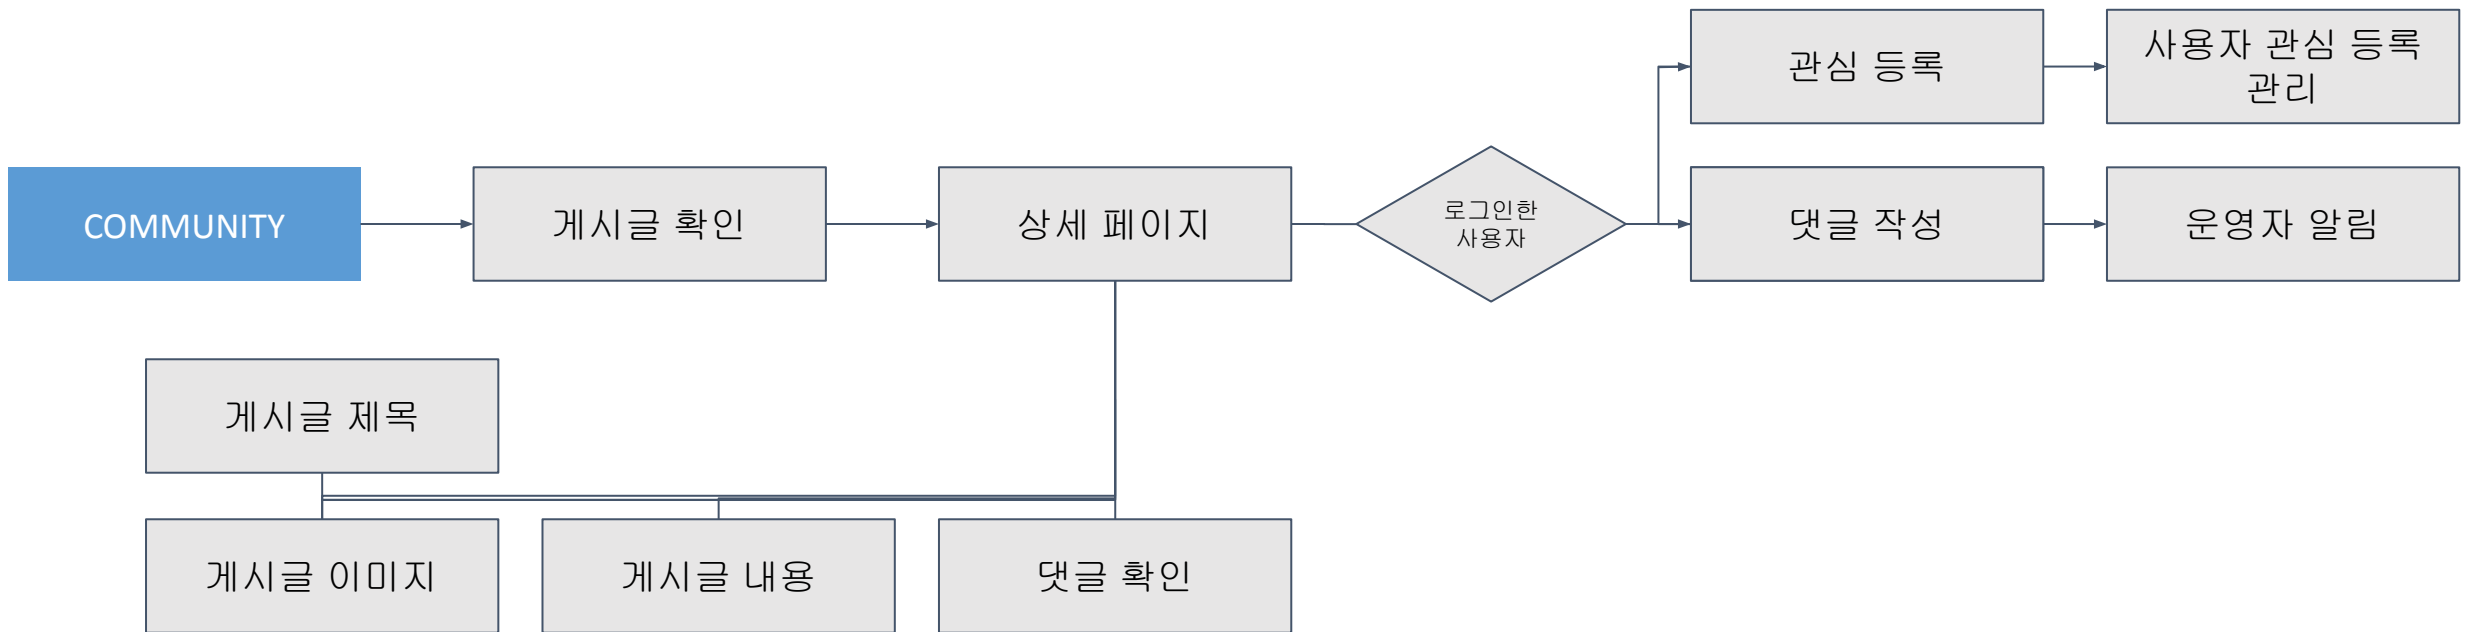 관심 등록
사용자 관심 등록
관리
COMMUNITY
게시글 확인
상세 페이지
로그인한
사용자
댓글 작성
운영자 알림
게시글 제목
게시글 이미지
게시글 내용
댓글 확인